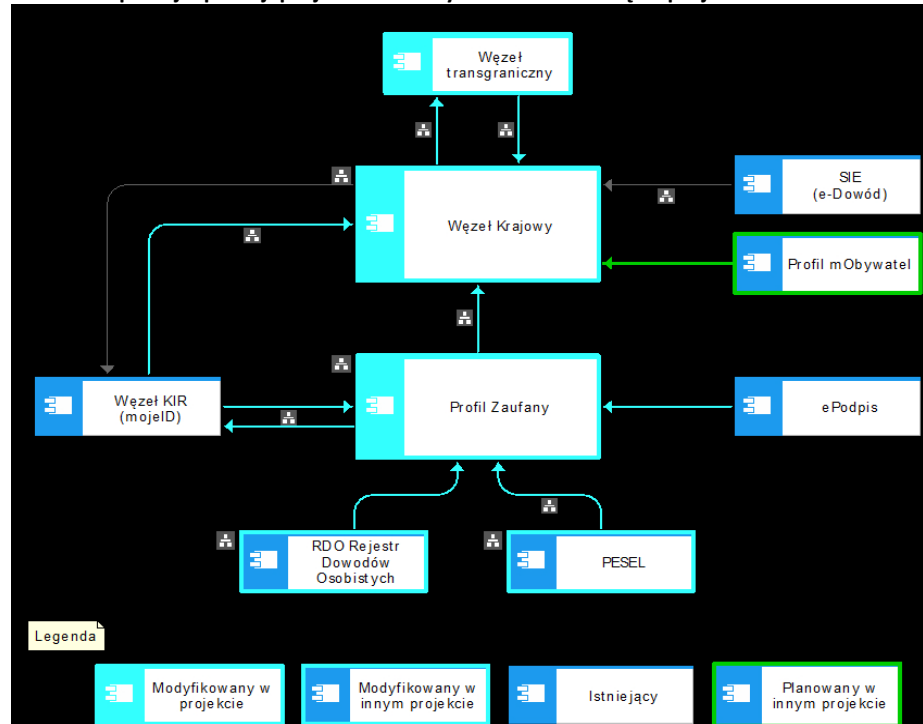 Węzeł
transgraniczny
Węzeł Krajowy
SIE
(e-Dowód)
Profil mObywatel
Węzeł KIR
(mojeID)
Profil Zaufany
ePodpis
RDO Rejestr
Dowodów
Osobistych
PESEL
Legenda
Modyfikowany w
projekcie
Modyfikowany w
innym projekcie
Istniejący
Planowany w
innym projekcie